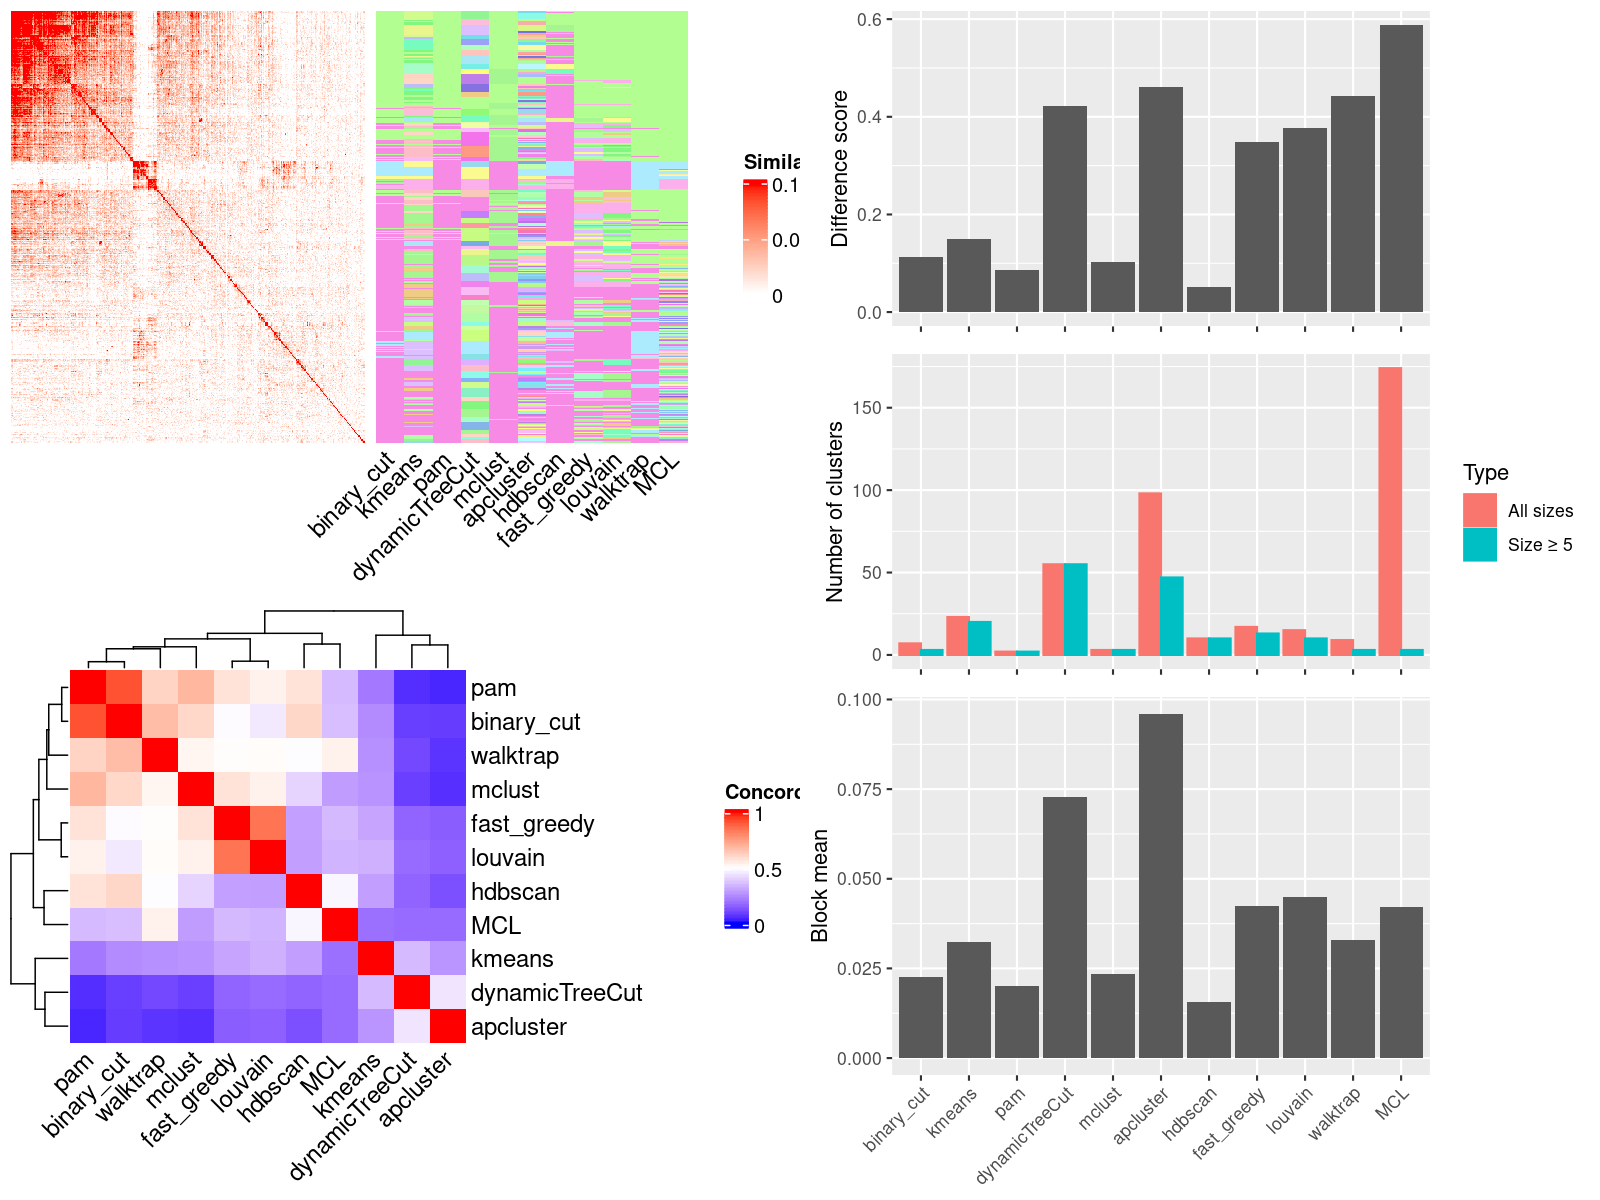 Simila
0.1
0.0
0
binary_cut
kmeans
pam
dynamicTreeCut
mclust
apcluster
hdbscan
fast_greedy
louvain
walktrap
MCL
pam
binary_cut
walktrap
mclust
fast_greedy
louvain
hdbscan
MCL
kmeans
dynamicTreeCut
apcluster
pam
binary_cut
walktrap
mclust
fast_greedy
louvain
hdbscan
MCL
kmeans
dynamicTreeCut
apcluster
Concord
1
0.5
0
Difference score
0.6
0.4
0.2
0.0
Number of clusters
150
100
50
0
Type
All sizes
Size ≥ 5
Block mean
0.100
0.075
0.050
0.025
0.000
binary_cut
kmeans
pam
dynamicTreeCut
mclust
apcluster
hdbscan
fast_greedy
louvain
walktrap
MCL